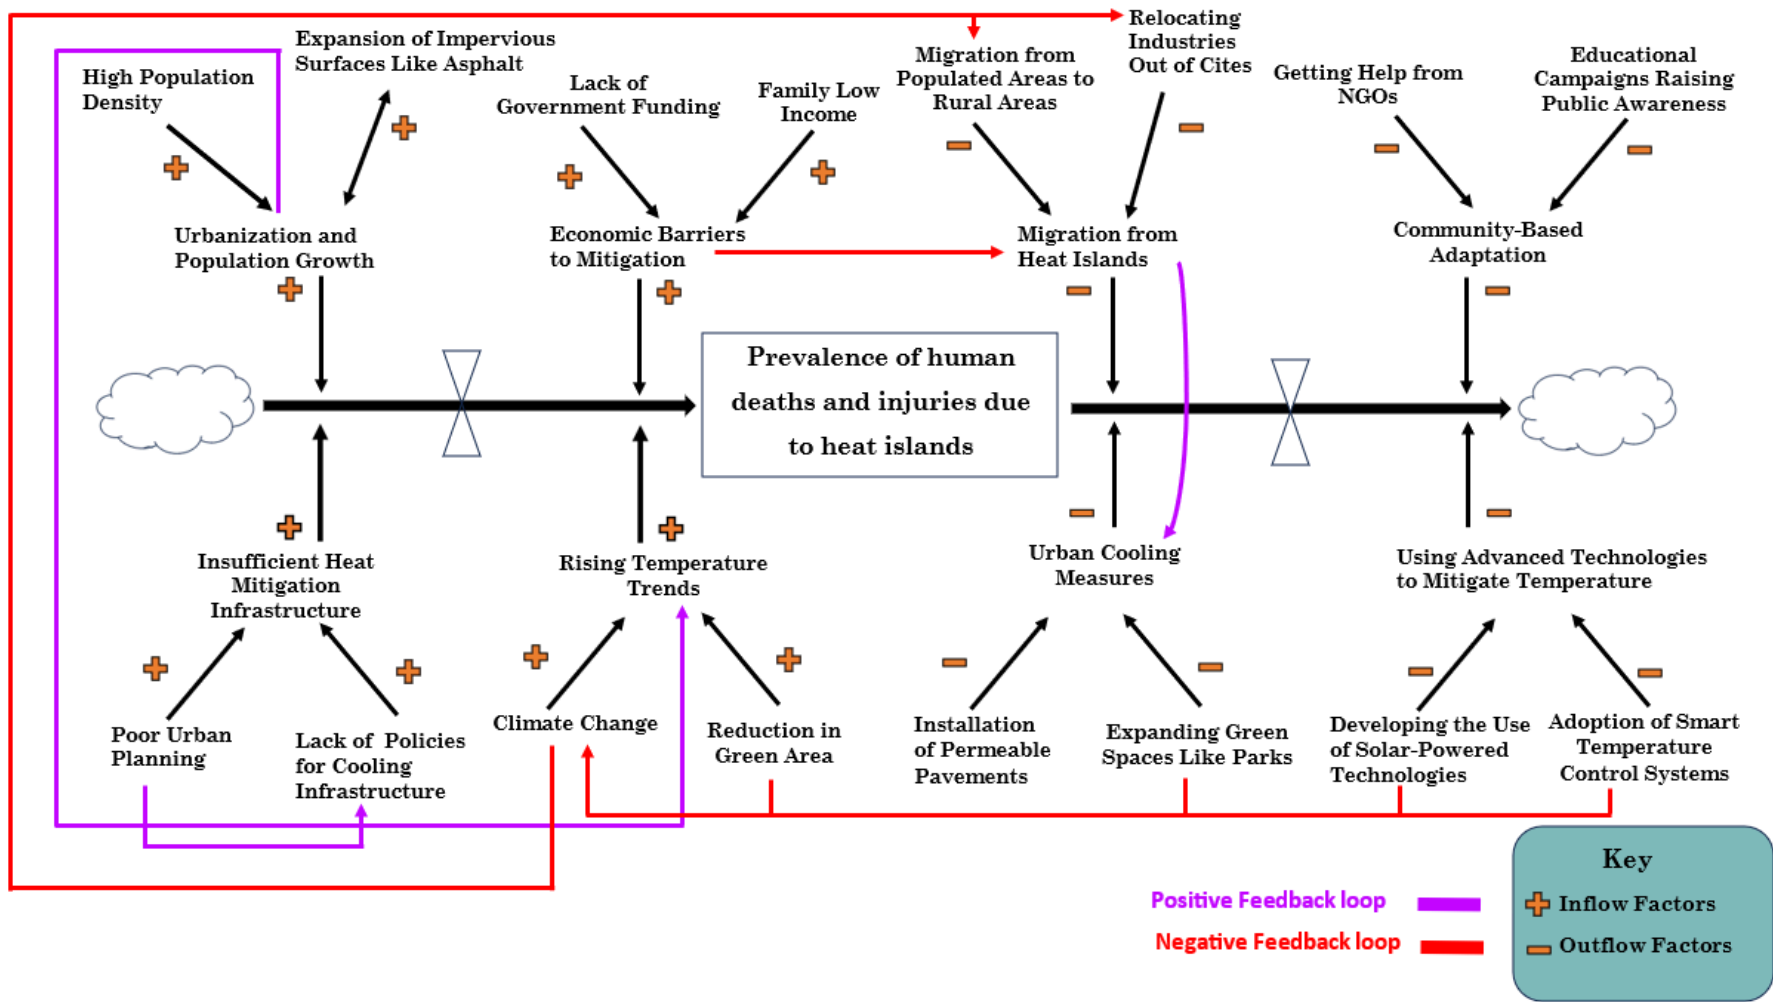 Expansion of Impervious
Surfaces Like Asphalt
High Population
Density
Lack of
Government Funding
Family Low
Income
Migration from
Populated Areas to
Rural Areas
Relocating
Industries
Out of Cites
Getting Help from
NGOs
Educational
Campaigns Raising
Public Awareness
Urbanization and
Population Growth
Economic Barriers
to Mitigation
Migration from
Heat Islands
Community-Based
Adaptation
Prevalence of human
deaths and injuries due
to heat islands
Insufficient Heat
Mitigation
Infrastructure
Rising Temperature
Trends
Urban Cooling
Measures
Using Advanced Technologies
to Mitigate Temperature
Poor Urban
Planning
Lack of Policies
for Cooling
Infrastructure
Climate Change
Reduction in
Green Area
Installation
of Permeable
Pavements
Expanding Green
Spaces Like Parks
Developing the Use
of Solar-Powered
Technologies
Adoption of Smart
Temperature
Control Systems
Positive Feedback loop
Negative Feedback loop
Key
Inflow Factors
Outflow Factors